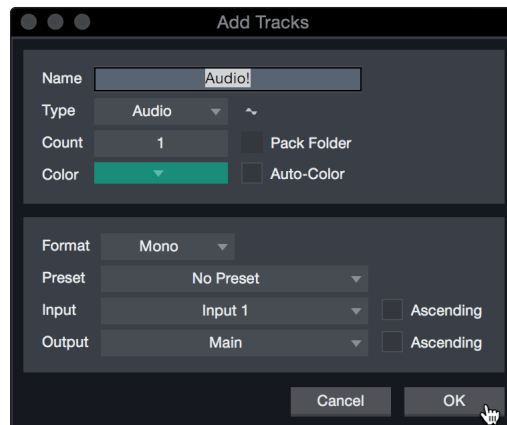 Add Tracks
Name Audio!
Type Audio
Count 1 Pack Folder
Color Auto-Color
Format Mono
Preset No Preset
Input Input 1 Ascending
Output Main Ascending
Cancel OK